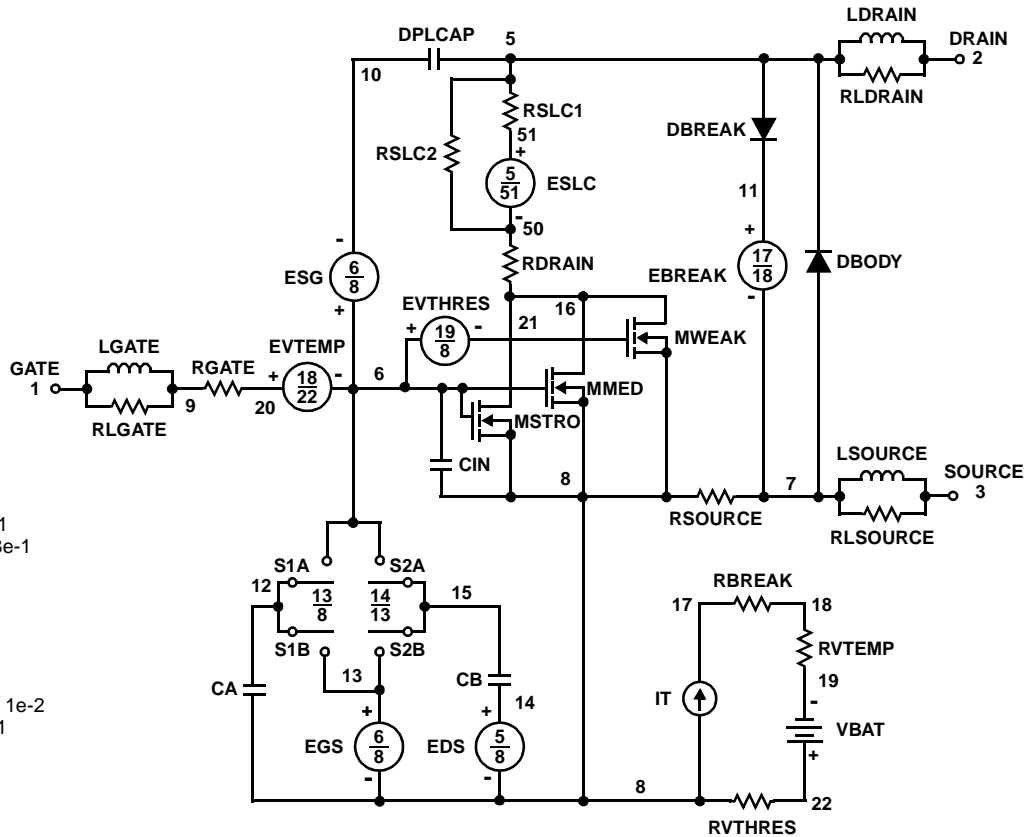 LDRAIN
DPLCAP 5 DRAIN
10 2
RSLC1 RLDRAIN
51 DBREAK
+
RSLC2
5
51
ESLC 11
-
50
- +
RDRAIN
17
18
6
8
ESG EBREAK DBODY
EVTHRES 16
+ + 19
8
- 21 -
MWEAK
LGATE EVTEMP
GATE RGATE + 18
22
- 6 MMED
1
9 20 MSTRO
RLGATE LSOURCE
CIN 8 7 SOURCE
3
RSOURCE
RLSOURCE
1
3e-1
S1A S2A
12 13
8
14
13
15 RBREAK
17 18
S1B S2B RVTEMP
13 CB 19
CA 14 IT -
+ + VBAT
EGS 6
8
EDS 5
8
+
- - 8 22
RVTHRES
1e-2
1